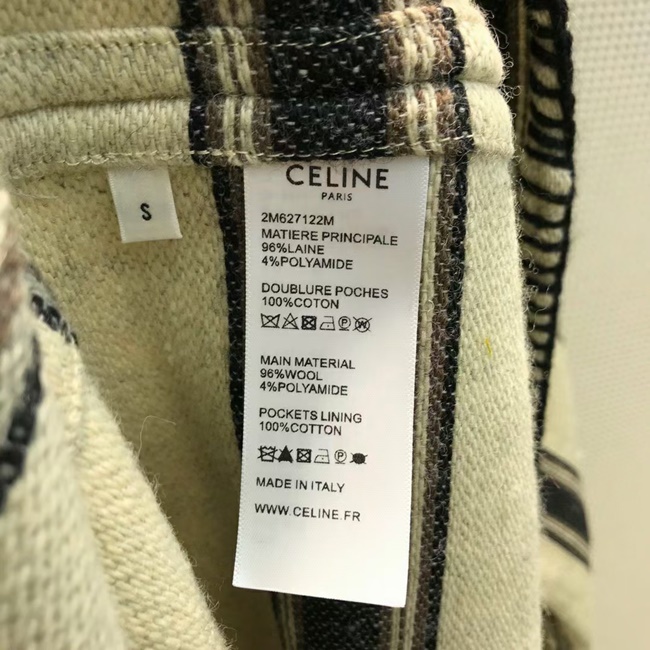 CELINE
PARIS
S
2M627122M
MATIERE PRINCIPALE
96%LAINE
4%POLYAMIDE
DOUBLURE POCHES
100%COTON
MAIN MATERIAL
96%WOOL
4%POLYAMIDE
POCKETS LINING
100%COTTON
MADE IN ITALY
WWW.CELINE.FR